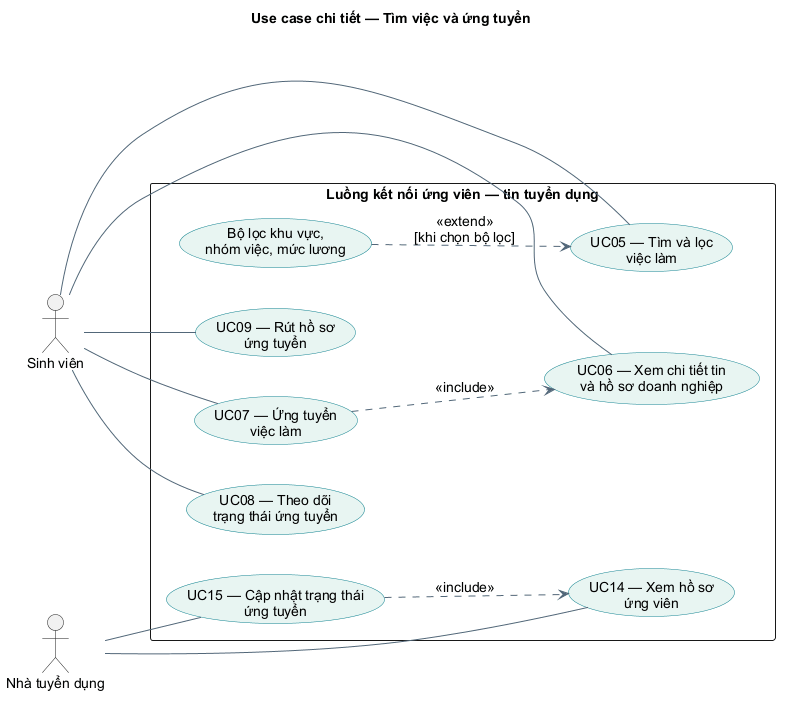 Use case chi tiết — Tìm việc và ứng tuyển
Luồng kết nối ứng viên — tin tuyển dụng
Bộ lọc khu vực,
nhóm việc, mức lương
«extend»
[khi chọn bộ lọc]
UC05 — Tìm và lọc
việc làm
UC09 — Rút hồ sơ
ứng tuyển
Sinh viên
UC06 — Xem chi tiết tin
và hồ sơ doanh nghiệp
«include»
UC07 — Ứng tuyển
việc làm
UC08 — Theo dõi
trạng thái ứng tuyển
UC15 — Cập nhật trạng thái
ứng tuyển
«include»
UC14 — Xem hồ sơ
ứng viên
Nhà tuyển dụng